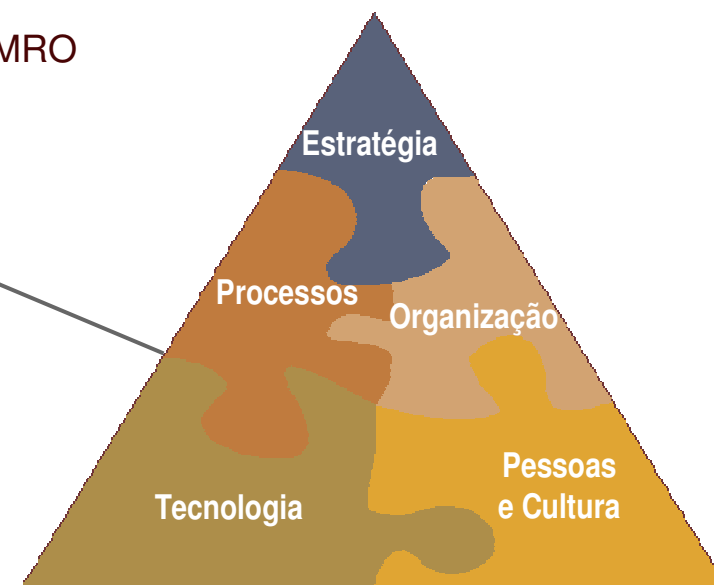 MRO
Estratégia
Processos
Organização
Pessoas
e Cultura
Tecnologia